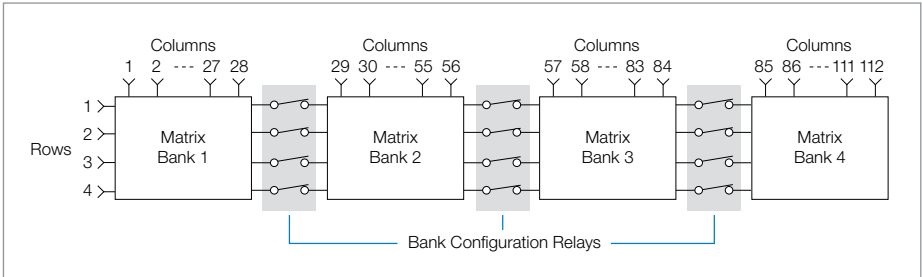 Columns Columns Columns Columns
1 2 --- 27 28 29 30 --- 55 56 57 58 --- 83 84 85 86 --- 111 112
1
2
Rows
3
4
Matrix Bank 1
Matrix Bank 2
Matrix Bank 3
Matrix Bank 4
Bank Configuration Relays